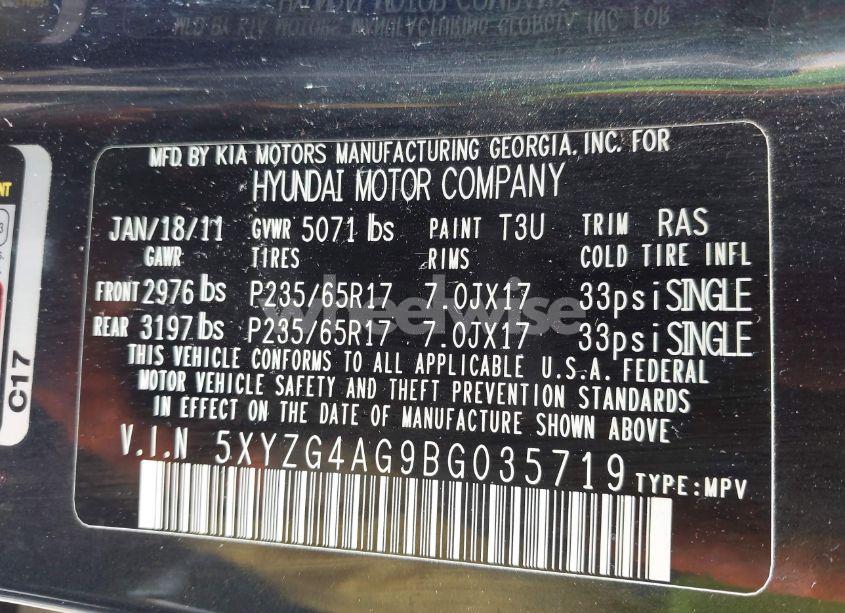 MFD. BY KIA MOTORS MANUFACTURING GEORGIA, INC. FOR
HYUNDAI MOTOR COMPANY
JAN/18/11 GVWR 5071 lbs PAINT T3U TRIM RAS
GAWR TIRES RIMS COLD TIRE INFL
FRONT 2976 lbs P235/65R17 7.0JX17 33psi SINGLE
REAR 3197 lbs P235/65R17 7.0JX17 33psi SINGLE
THIS VEHICLE CONFORMS TO ALL APPLICABLE U.S.A. FEDERAL
MOTOR VEHICLE SAFETY AND THEFT PREVENTION STANDARDS
IN EFFECT ON THE DATE OF MANUFACTURE SHOWN ABOVE
V.I.N 5XYZG4AG9BG035719 TYPE:MPV
C17
wheelwise